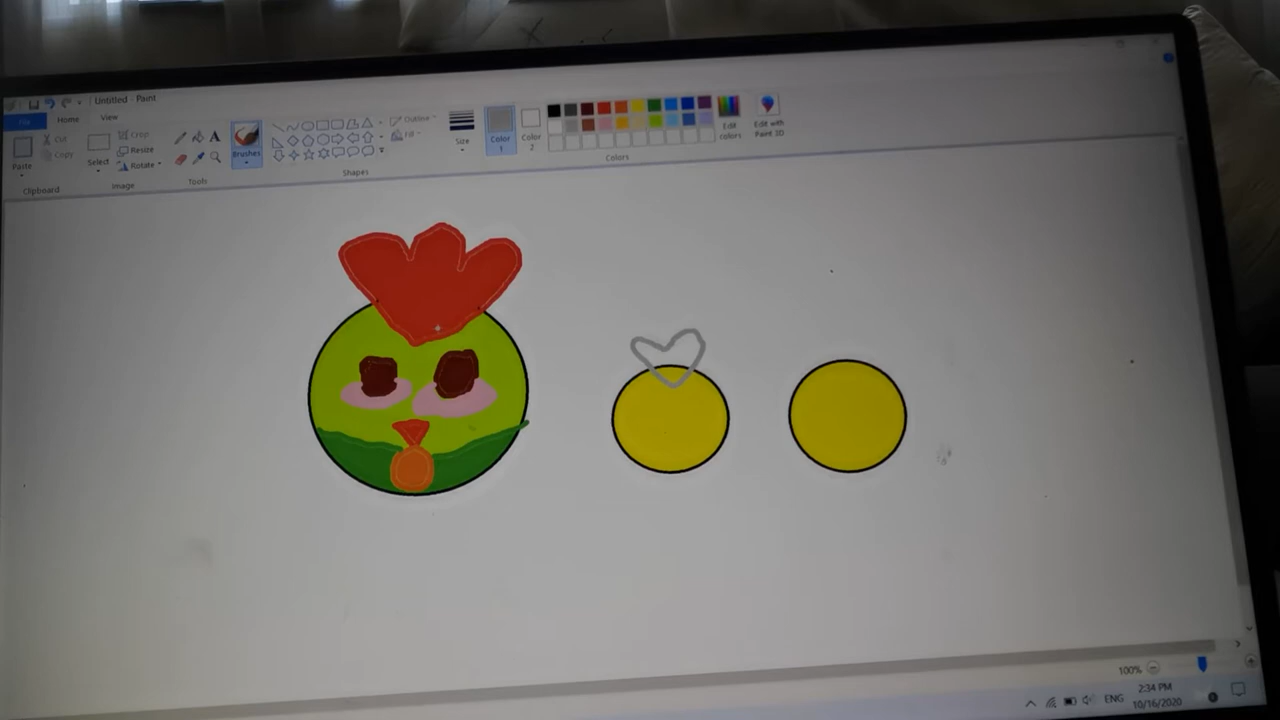 Untitled - Paint
File
Home
View
Paste
Cut
Copy
Clipboard
Select
Crop
Resize
Rotate
Image
A
Tools
Brushes
Outline
Fill
Shapes
Size
Color
1
Color
2
Edit
colors
Edit with
Paint 3D
Colors
100%
ENG
2:34 PM
10/16/2020